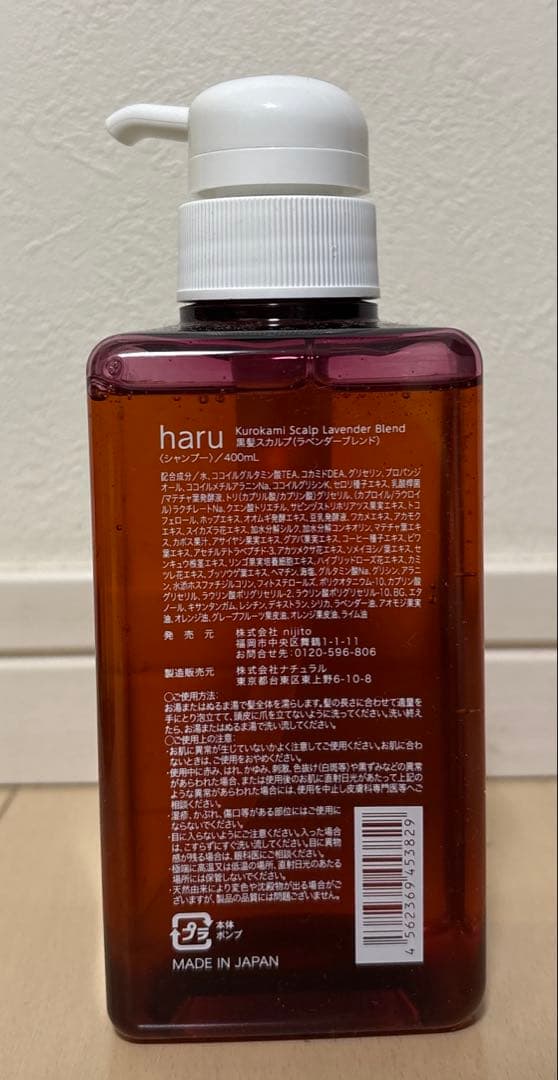 haru Kurokami Scalp Lavender Blend
黒髪スカルプ(ラベンダーブレンド)
〈シャンプー〉／400mL
配合成分／水、ココイルグルタミン酸TEA、コカミドDEA、グリセリン、プロパンジ
オール、ココイルメチルアラニンNa、ココイルグリシンK、セロリ種子エキス、乳酸桿菌
/マテチャ葉発酵液、トリ(カプリル酸/カプリン酸)グリセリル、(カプロイル/ラウロイ
ル)ラクチレートNa、クエン酸トリエチル、サピンヅストリホリアツス果実エキス、トコ
フェロール、ホップエキス、オオムギ発酵エキス、豆乳発酵液、ワカメエキス、アカモク
エキス、スイカズラ花エキス、加水分解シルク、加水分解コンキオリン、マテチャ葉エキ
ス、カポス果汁、アサイヤシ果実エキス、グアバ果実エキス、コーヒー種子エキス、ビワ
葉エキス、アセチルテトラペプチド-3、アカツメクサ花エキス、ソメイヨシノ葉エキス、
センキュウ根茎エキス、リンゴ果実培養細胞エキス、ハイブリッドローズ花エキス、カミ
ツレ花エキス、ブッソウゲ葉エキス、ヘマチン、海塩、グルタミン酸Na、グリシン、アラニ
ン、水添ホスファチジルコリン、フィトステロールズ、ポリクオタニウム-10、カプリン酸
グリセリル、ラウリン酸ポリグリセリル-2、ラウリン酸ポリグリセリル-10、BG、エタ
ノール、キサンタンガム、レシチン、デキストラン、シリカ、ラベンダー油、アオモジ果実
油、オレンジ油、グレープフルーツ果皮油、オレンジ果皮油、ライム油
発売元 株式会社 nijito
福岡市中央区舞鶴1-1-11
お問合せ先：0120-596-806
製造販売元 株式会社ナチュラル
東京都台東区東上野6-10-8
○ご使用方法：
お湯またはぬるま湯で髪全体を濡らします。髪の長さに合わせて適量を
手にとり泡立てて、頭皮に爪を立てないように洗ってください。洗い終え
たら、お湯またはぬるま湯で洗い流してください。
○ご使用上の注意：
・お肌に異常が生じていないかよく注意してご使用ください。お肌に合わ
ないときは、ご使用をおやめください。
・使用中に赤み、はれ、かゆみ、刺激、色抜け(白斑等)や黒ずみなどの異常
があらわれた場合、または使用後のお肌に直射日光があたって上記の
ような異常があらわれた場合には、使用を中止し皮膚科専門医等へご
相談ください。
・湿疹、かぶれ、傷口等がある部位にはご使用に
ならないでください。
・目に入らないようにご注意ください。入った場合
は、こすらずにすぐ洗い流してください。目に異物
感が残る場合は、眼科医にご相談ください。
・極端に高温又は低温の場所、直射日光のあたる
場所には保管しないでください。
・天然由来により変色や沈殿物が出る場合がご
ざいますが、製品の品質には問題ございません。
4 562369 453829
プラ 本体
ポンプ
MADE IN JAPAN